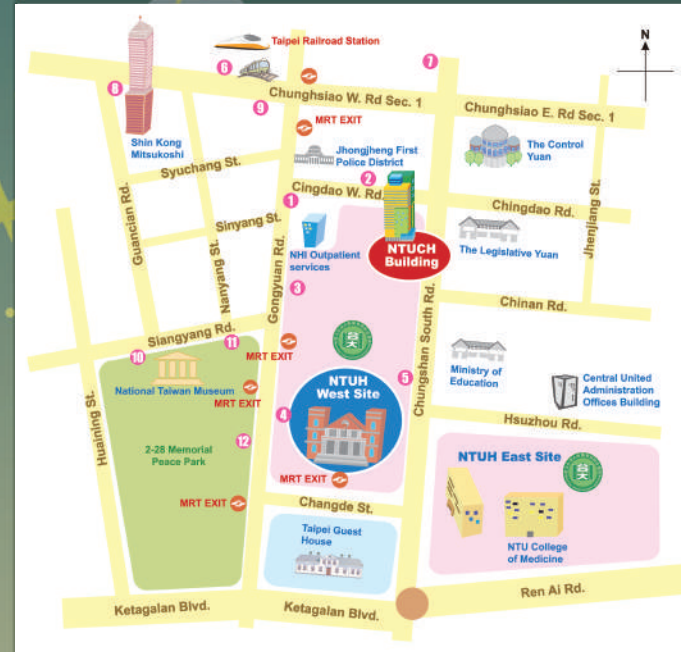 Taipei Railroad Station
N
6
7
8
Chunghsiao W. Rd Sec. 1
Chunghsiao E. Rd Sec. 1
9
MRT EXIT
Shin Kong
Mitsukoshi
Jhongjheng First
Police District
The Control
Yuan
Syuchang St.
2
Cingdao W. Rd.
Chingdao Rd.
1
Guancian Rd.
Sinyang St.
Nanyang St.
Gongyuan Rd.
NHI Outpatient
services
NTUCH
Building
The Legislative Yuan
Jhenjiang St.
3
Chungshan South Rd.
Chinan Rd.
Siangyang Rd.
11
10
MRT EXIT
National Taiwan Museum
MRT EXIT
NTUH
West Site
5
Ministry of
Education
Central United
Administration
Offices Building
Huaining St.
4
Hsuzhou Rd.
12
2-28 Memorial
Peace Park
NTUH East Site
MRT EXIT
MRT EXIT
Changde St.
Taipei Guest
House
NTU College
of Medicine
Ren Ai Rd.
Ketagalan Blvd.
Ketagalan Blvd.